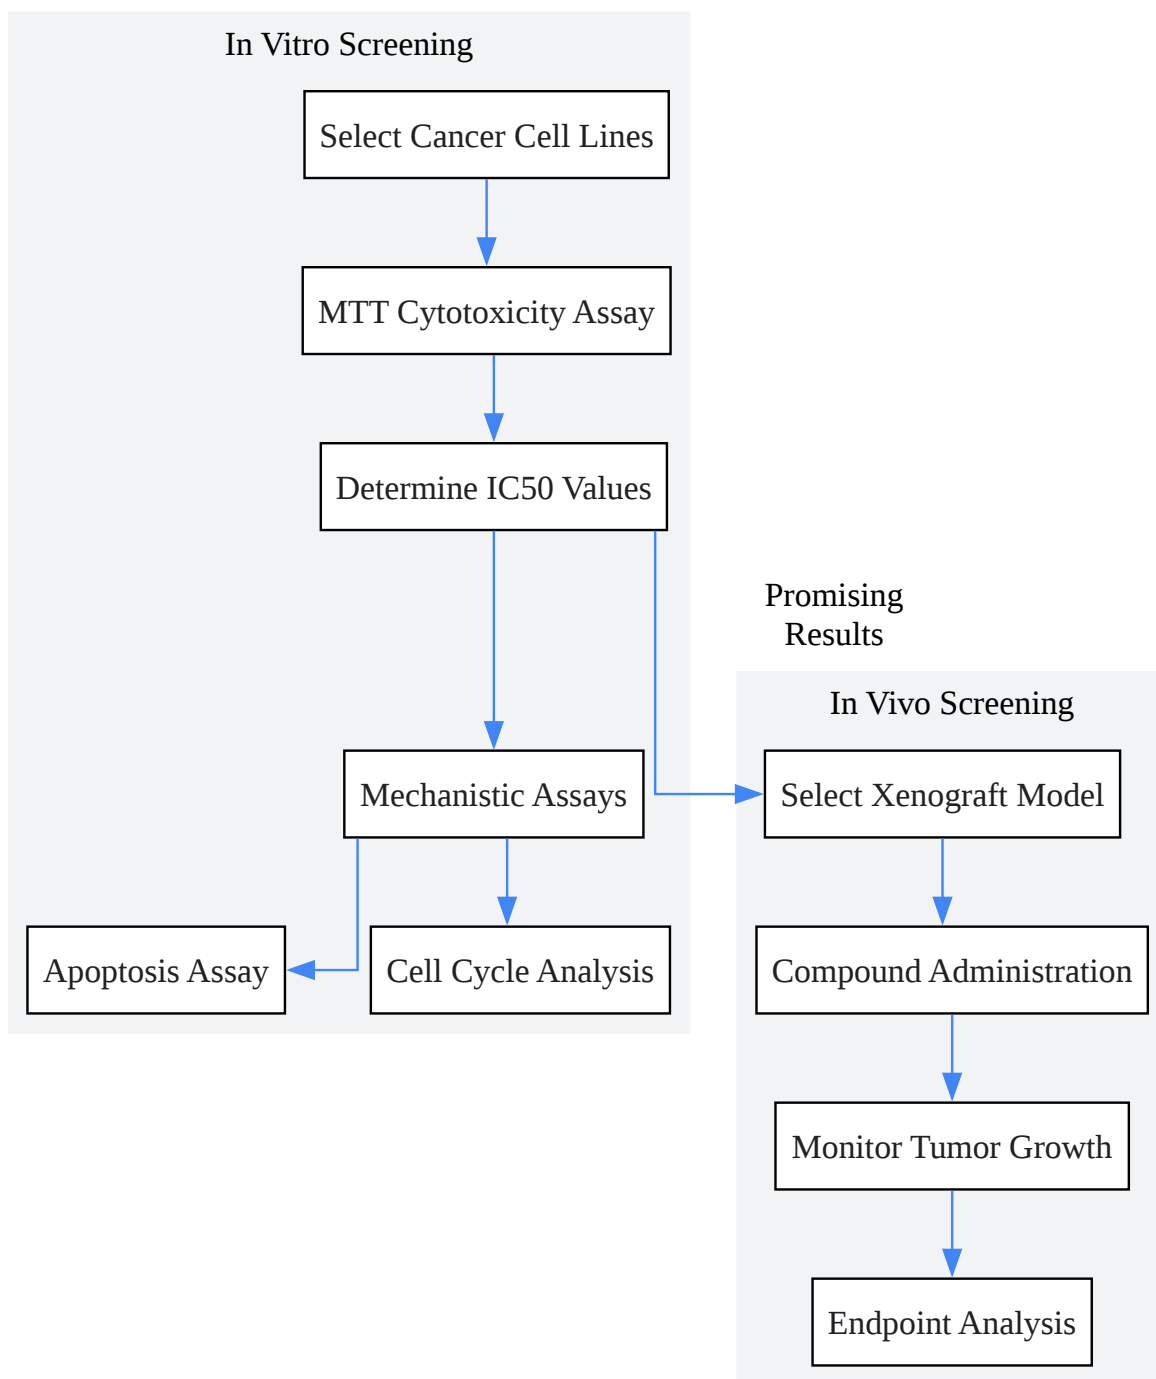 In Vitro Screening
Select Cancer Cell Lines
MTT Cytotoxicity Assay
Determine IC50 Values
Promising
Results
In Vivo Screening
Mechanistic Assays
Select Xenograft Model
Apoptosis Assay
Cell Cycle Analysis
Compound Administration
Monitor Tumor Growth
Endpoint Analysis